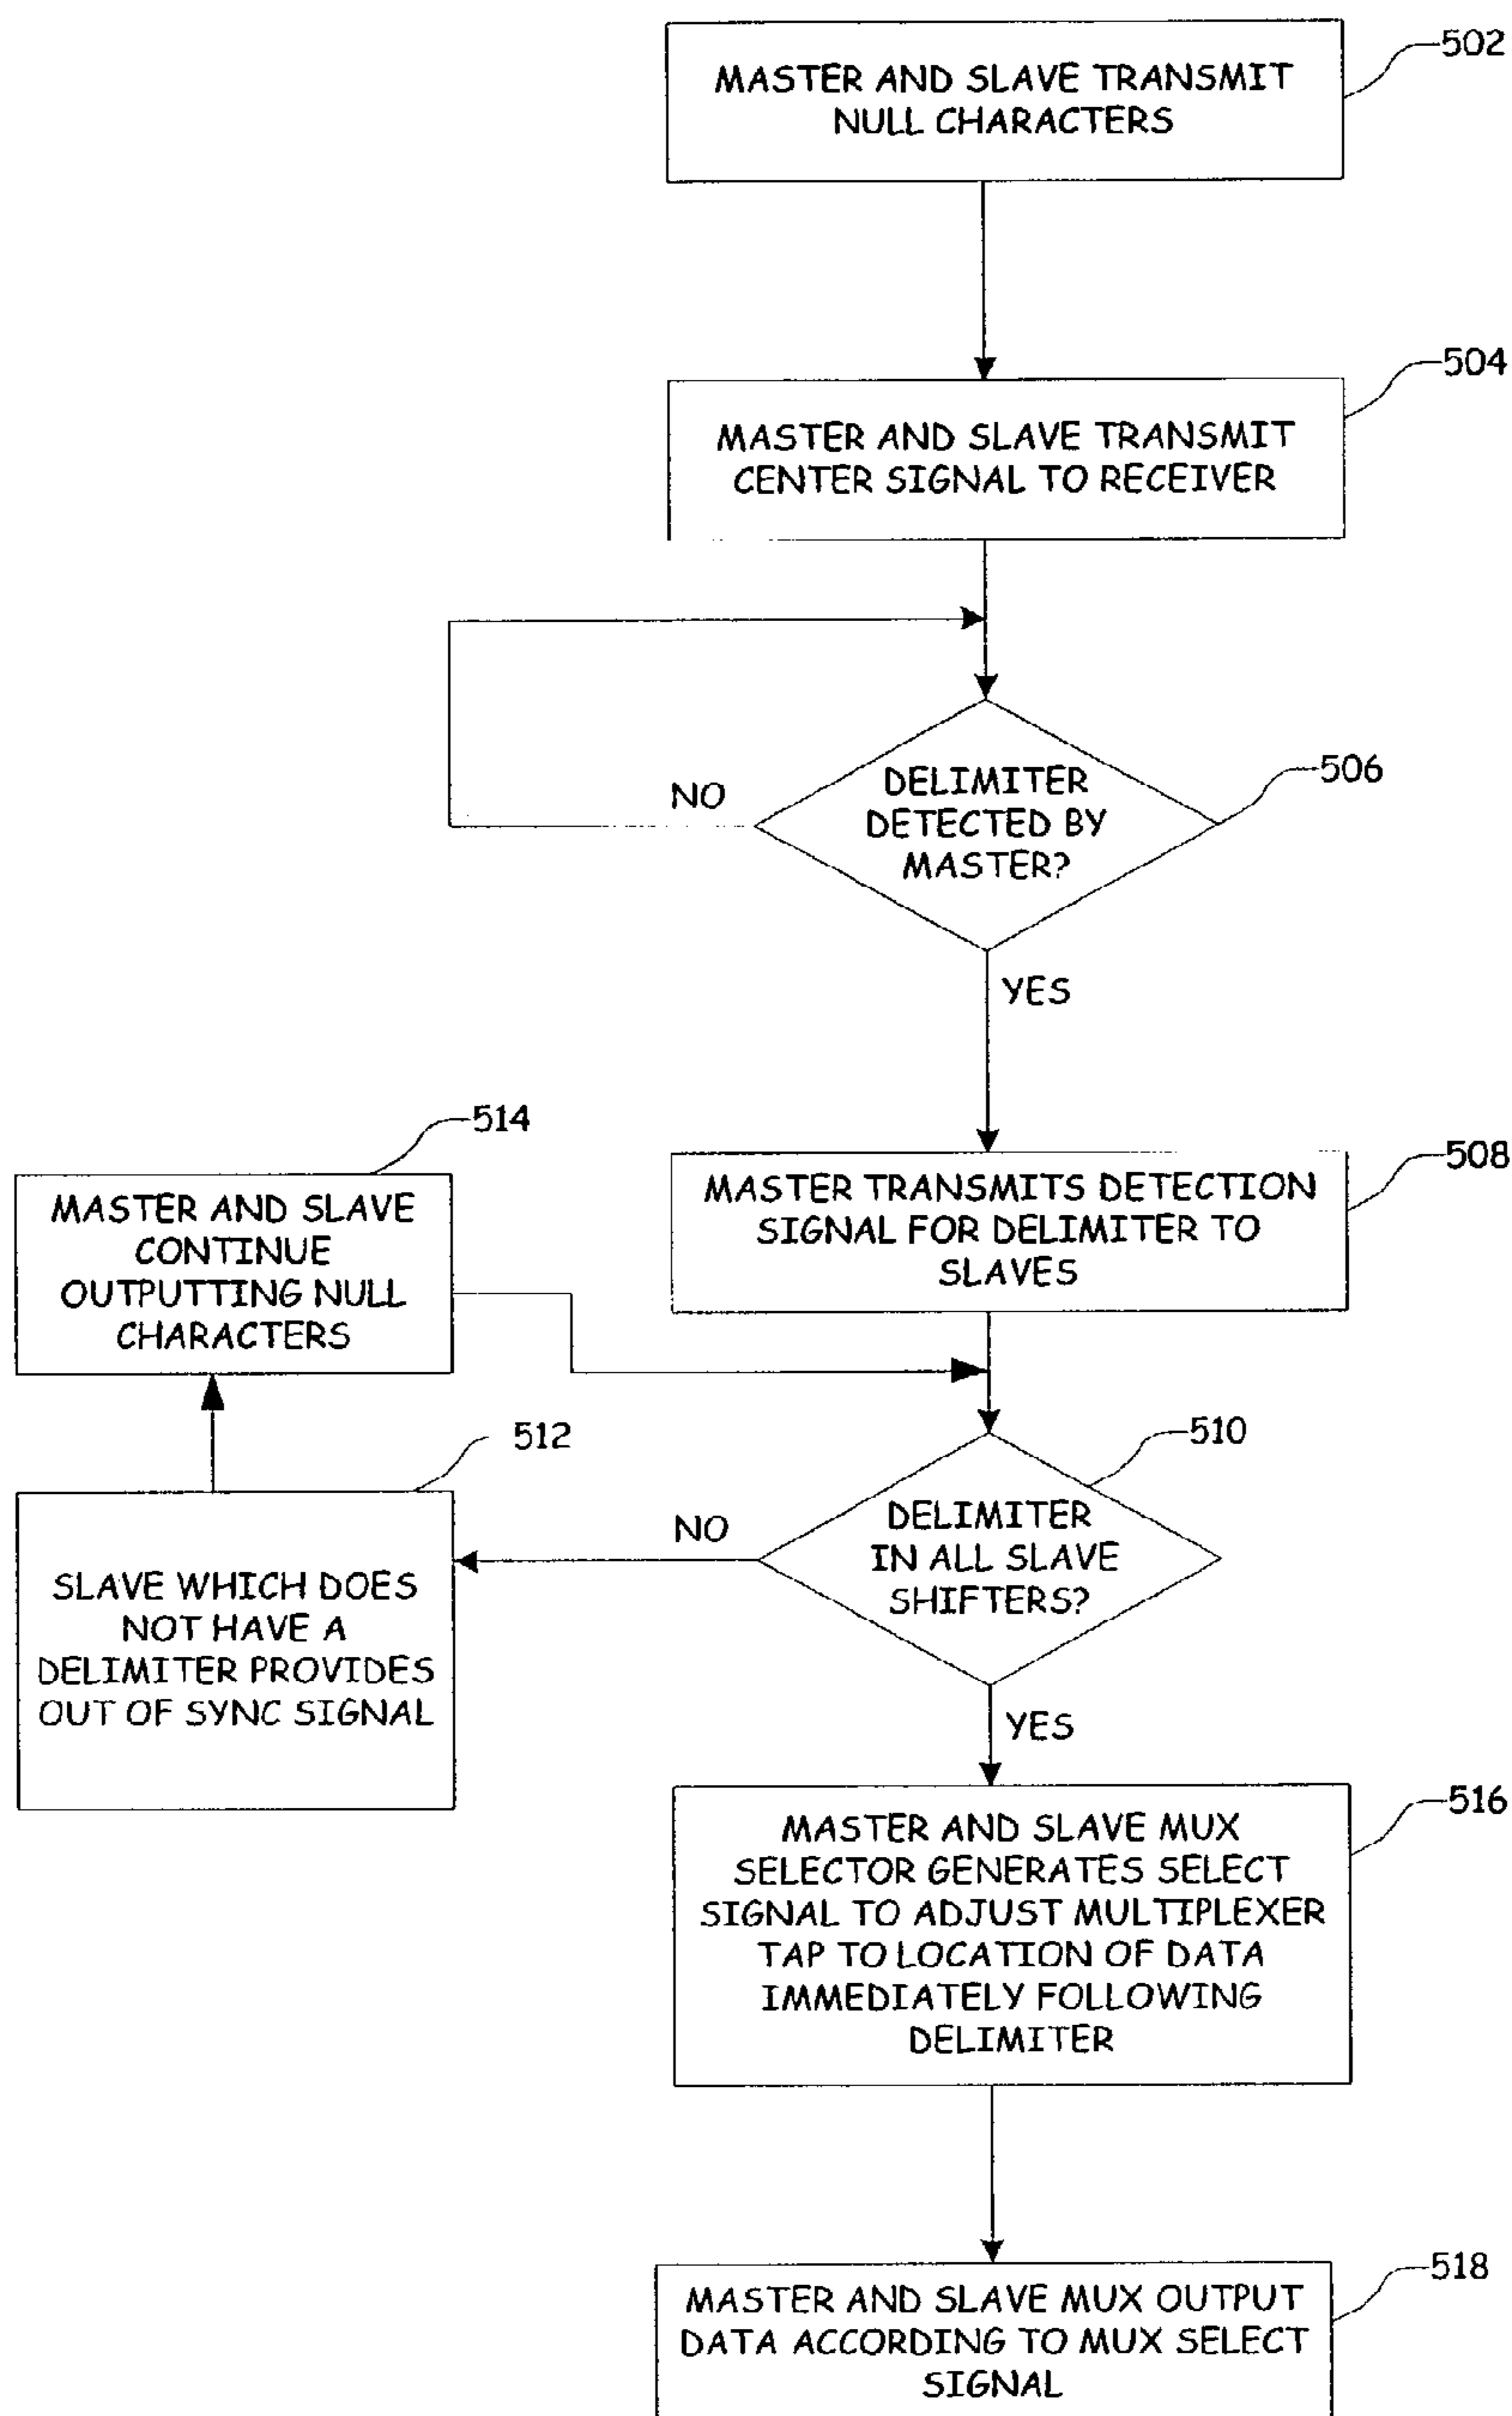 502
MASTER AND SLAVE TRANSMIT
NULL CHARACTERS
504
MASTER AND SLAVE TRANSMIT
CENTER SIGNAL TO RECEIVER
506
DELIMITER
DETECTED BY
MASTER?
NO
YES
508
MASTER TRANSMITS DETECTION
SIGNAL FOR DELIMITER TO
SLAVES
514
MASTER AND SLAVE
CONTINUE
OUTPUTTING NULL
CHARACTERS
510
DELIMITER
IN ALL SLAVE
SHIFTERS?
NO
YES
512
SLAVE WHICH DOES
NOT HAVE A
DELIMITER PROVIDES
OUT OF SYNC SIGNAL
516
MASTER AND SLAVE MUX
SELECTOR GENERATES SELECT
SIGNAL TO ADJUST MULTIPLEXER
TAP TO LOCATION OF DATA
IMMEDIATELY FOLLOWING
DELIMITER
518
MASTER AND SLAVE MUX OUTPUT
DATA ACCORDING TO MUX SELECT
SIGNAL